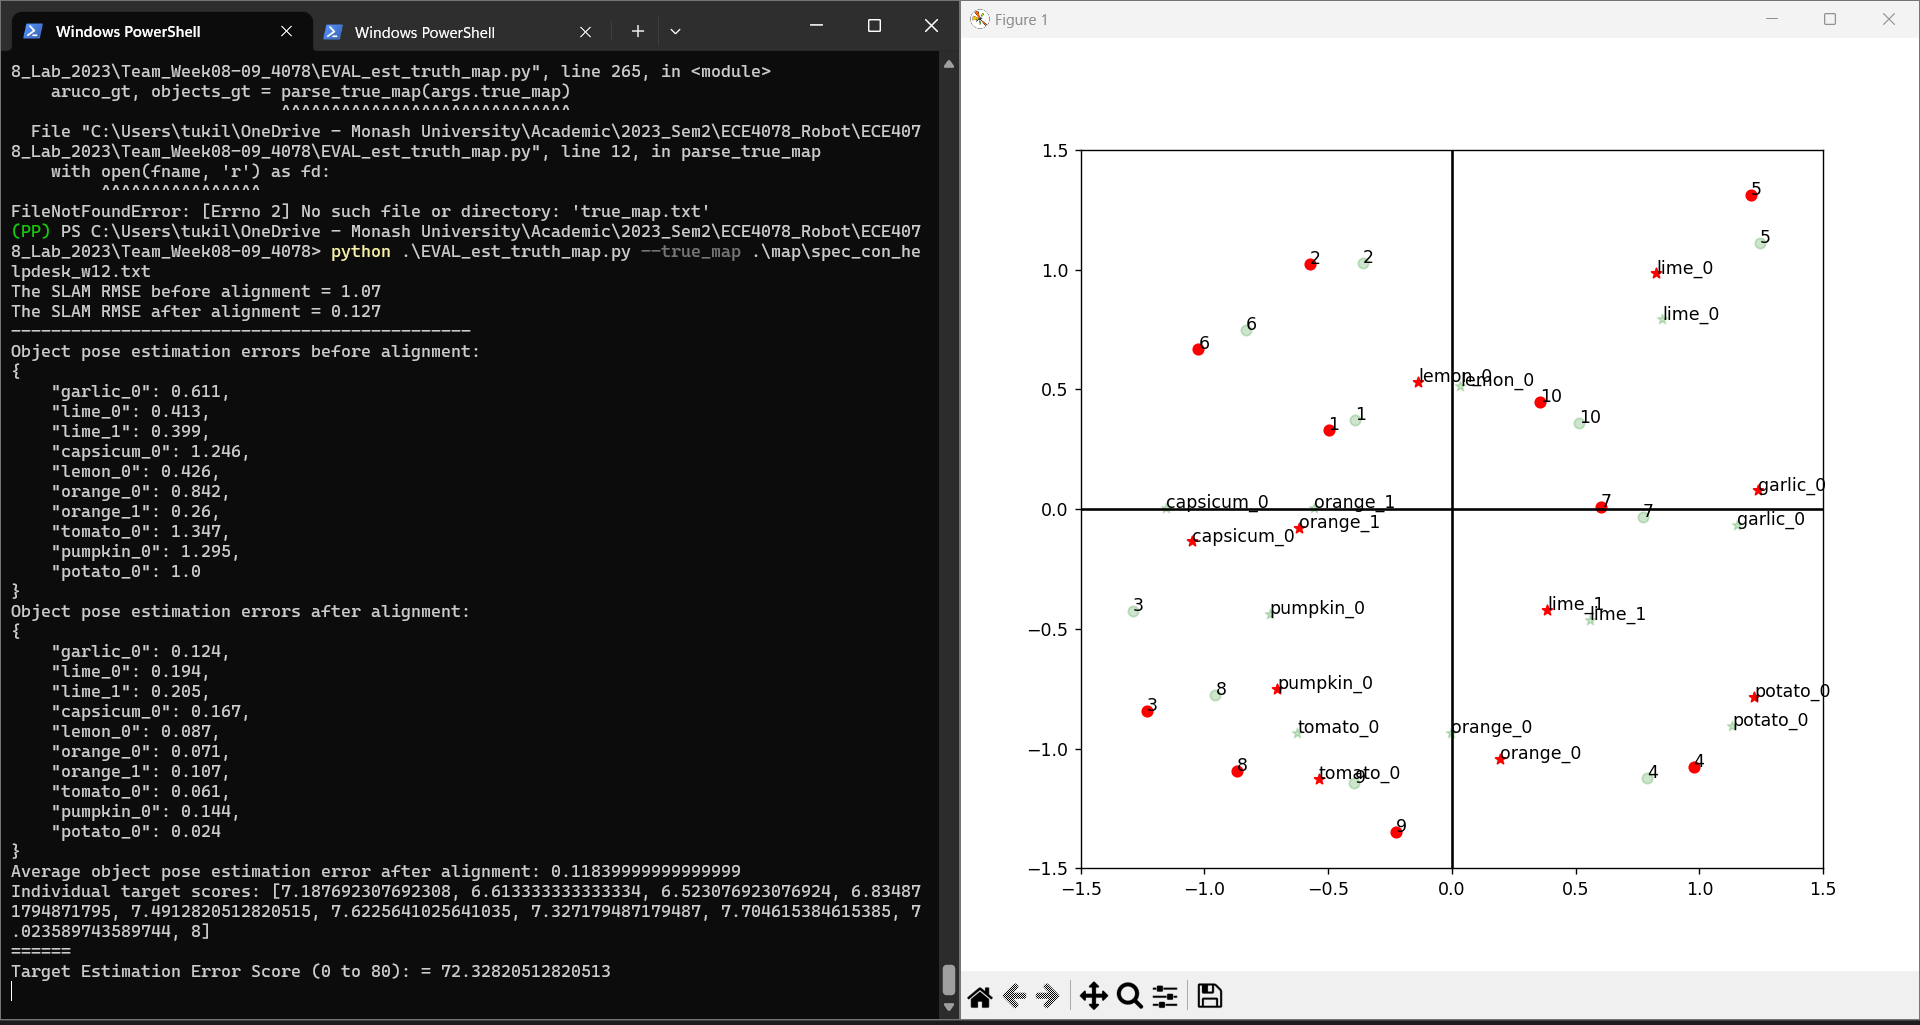 Windows PowerShell
Windows PowerShell
8_Lab_2023\Team_Week08-09_4078\EVAL_est_truth_map.py", line 265, in <module>
    aruco_gt, objects_gt = parse_true_map(args.true_map)
                           ^^^^^^^^^^^^^^^^^^^^^^^^^^^^^
  File "C:\Users\tukil\OneDrive - Monash University\Academic\2023_Sem2\ECE4078_Robot\ECE407
8_Lab_2023\Team_Week08-09_4078\EVAL_est_truth_map.py", line 12, in parse_true_map
    with open(fname, 'r') as fd:
         ^^^^^^^^^^^^^^^^
FileNotFoundError: [Errno 2] No such file or directory: 'true_map.txt'
(PP) PS C:\Users\tukil\OneDrive - Monash University\Academic\2023_Sem2\ECE4078_Robot\ECE407
8_Lab_2023\Team_Week08-09_4078> python .\EVAL_est_truth_map.py --true_map .\map\spec_con_he
lpdesk_w12.txt
The SLAM RMSE before alignment = 1.07
The SLAM RMSE after alignment = 0.127
----------------------------------------------
Object pose estimation errors before alignment:
{
    "garlic_0": 0.611,
    "lime_0": 0.413,
    "lime_1": 0.399,
    "capsicum_0": 1.246,
    "lemon_0": 0.426,
    "orange_0": 0.842,
    "orange_1": 0.26,
    "tomato_0": 1.347,
    "pumpkin_0": 1.295,
    "potato_0": 1.0
}
Object pose estimation errors after alignment:
{
    "garlic_0": 0.124,
    "lime_0": 0.194,
    "lime_1": 0.205,
    "capsicum_0": 0.167,
    "lemon_0": 0.087,
    "orange_0": 0.071,
    "orange_1": 0.107,
    "tomato_0": 0.061,
    "pumpkin_0": 0.144,
    "potato_0": 0.024
}
Average object pose estimation error after alignment: 0.11839999999999999
Individual target scores: [7.187692307692308, 6.613333333333334, 6.523076923076924, 6.83487
1794871795, 7.4912820512820515, 7.6225641025641035, 7.327179487179487, 7.704615384615385, 7
.023589743589744, 8]
======
Target Estimation Error Score (0 to 80): = 72.32820512820513
Figure 1
1.5
5
5
1.0
2
2
lime_0
lime_0
6
6
0.5
lemon_0
lemon_0
10
10
1
1
0.0
capsicum_0
orange_1
7
7
garlic_0
orange_1
garlic_0
capsicum_0
−0.5
3
pumpkin_0
lime_1
lime_1
8
pumpkin_0
potato_0
potato_0
3
−1.0
tomato_0
orange_0
orange_0
8
4
4
tomato_0
9
9
−1.5
−1.5
−1.0
−0.5
0.0
0.5
1.0
1.5